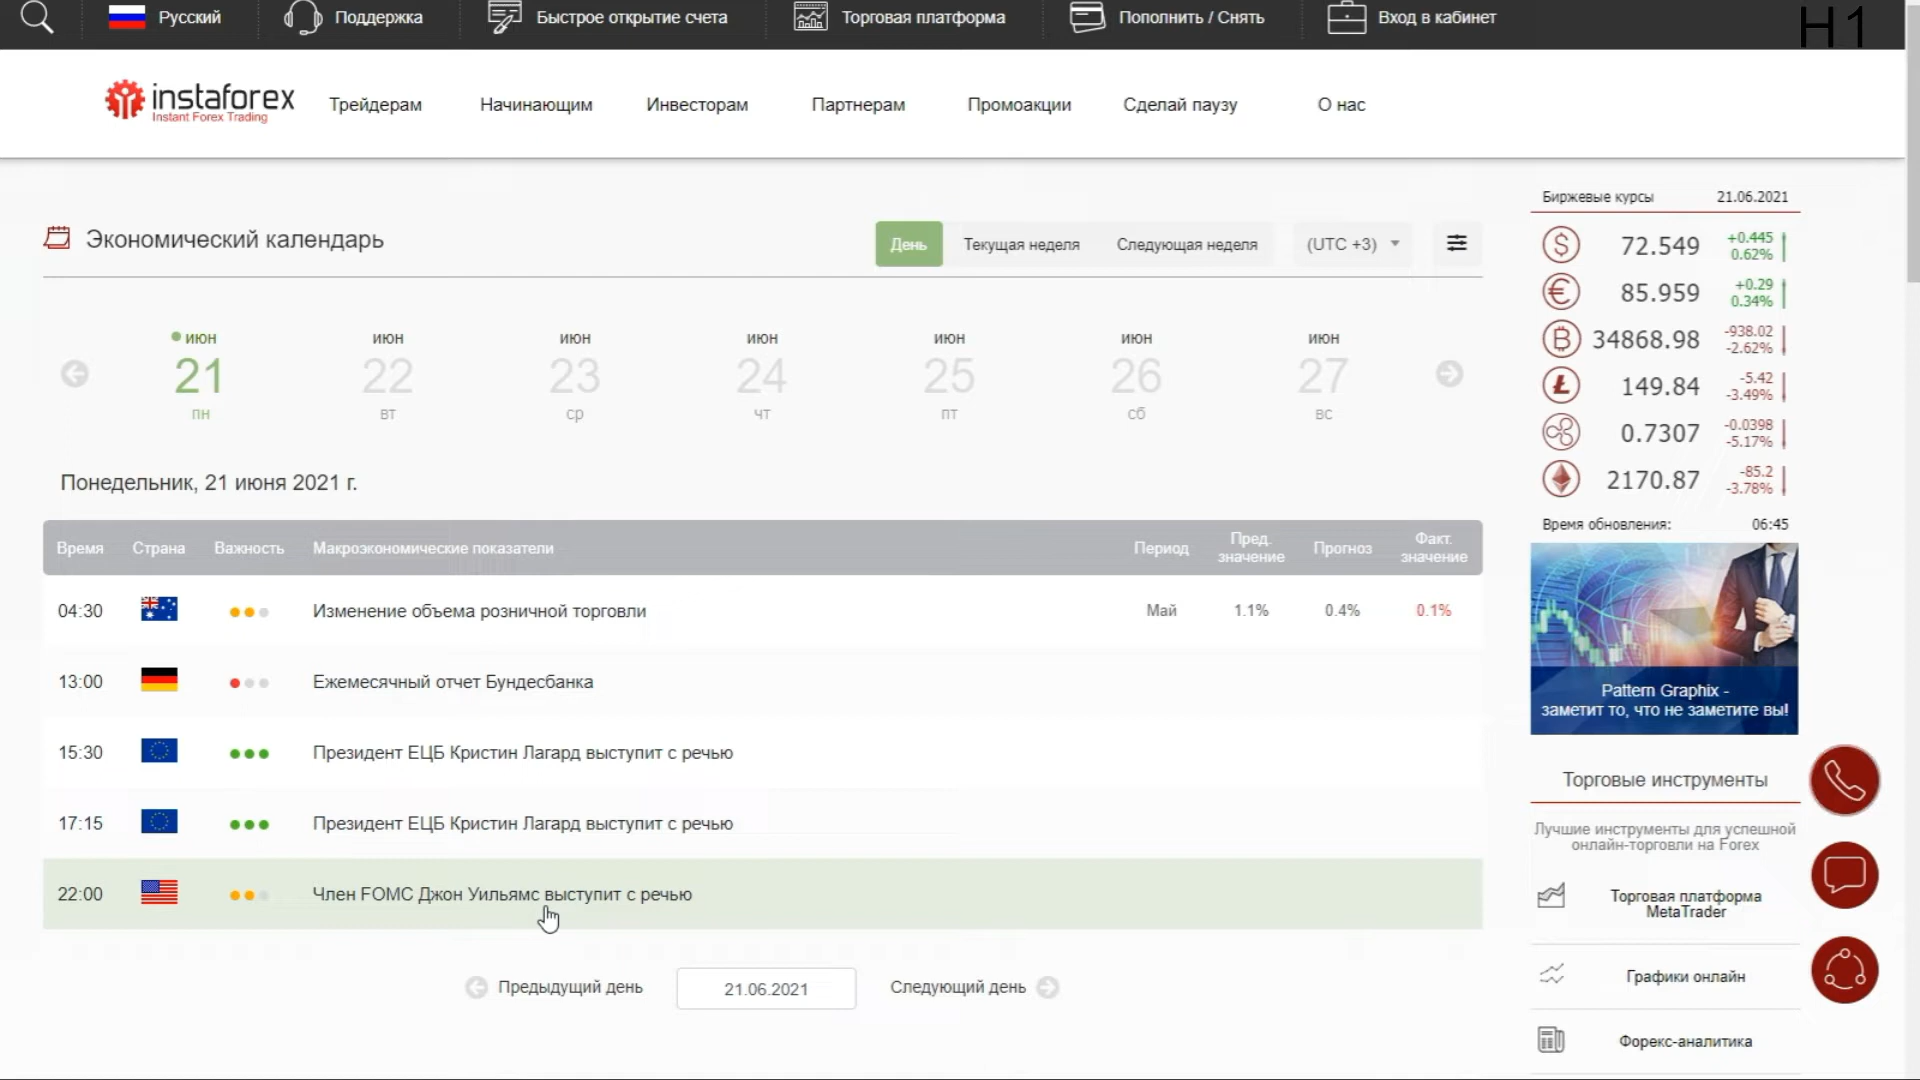 Русский
Поддержка
Быстрое открытие счета
Торговая платформа
Пополнить / Снять
Вход в кабинет
H1
instaforex
Instant Forex Trading
Трейдерам
Начинающим
Инвесторам
Партнерам
Промоакции
Сделай паузу
О нас
Экономический календарь
День
Текущая неделя
Следующая неделя
(UTC +3)
июн
21
пн
июн
22
вт
июн
23
ср
июн
24
чт
июн
25
пт
июн
26
сб
июн
27
вс
Понедельник, 21 июня 2021 г.
Время Страна Важность Макроэкономические показатели Период Пред. значение Прогноз Факт. значение
04:30 Изменение объема розничной торговли Май 1.1% 0.4% 0.1%
13:00 Ежемесячный отчет Бундесбанка
15:30 Президент ЕЦБ Кристин Лагард выступит с речью
17:15 Президент ЕЦБ Кристин Лагард выступит с речью
22:00 Член FOMC Джон Уильямс выступит с речью
Предыдущий день
21.06.2021
Следующий день
Биржевые курсы 21.06.2021
$ 72.549 +0.445
0.62%
€ 85.959 +0.29
0.34%
34868.98 -938.02
-2.62%
149.84 -5.42
-3.49%
0.7307 -0.0398
-5.17%
2170.87 -85.2
-3.78%
Время обновления: 06:45
Pattern Graphix -
заметит то, что не заметите вы!
Торговые инструменты
Лучшие инструменты для успешной
онлайн-торговли на Forex
Торговая платформа
MetaTrader
Графики онлайн
Форекс-аналитика